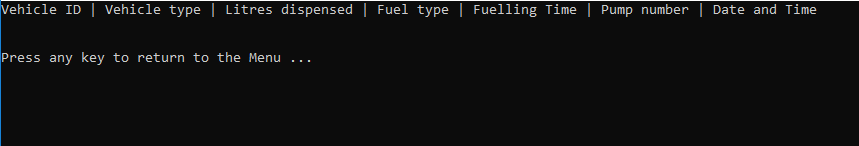 Vehicle ID | Vehicle type | Litres dispensed | Fuel type | Fuelling Time | Pump number | Date and Time
Press any key to return to the Menu ...